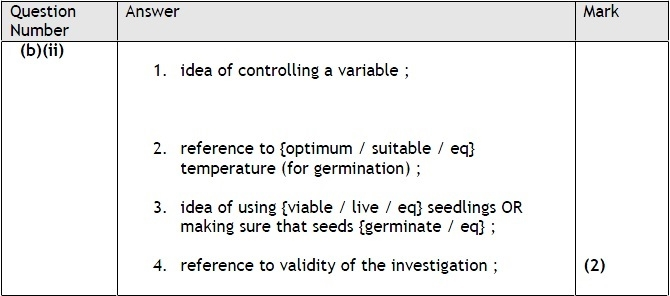 Question Number
Answer
Mark
(b)(ii)
1. idea of controlling a variable ;
2. reference to {optimum / suitable / eq}
temperature (for germination) ;
3. idea of using {viable / live / eq} seedlings OR
making sure that seeds {germinate / eq} ;
4. reference to validity of the investigation ;
(2)